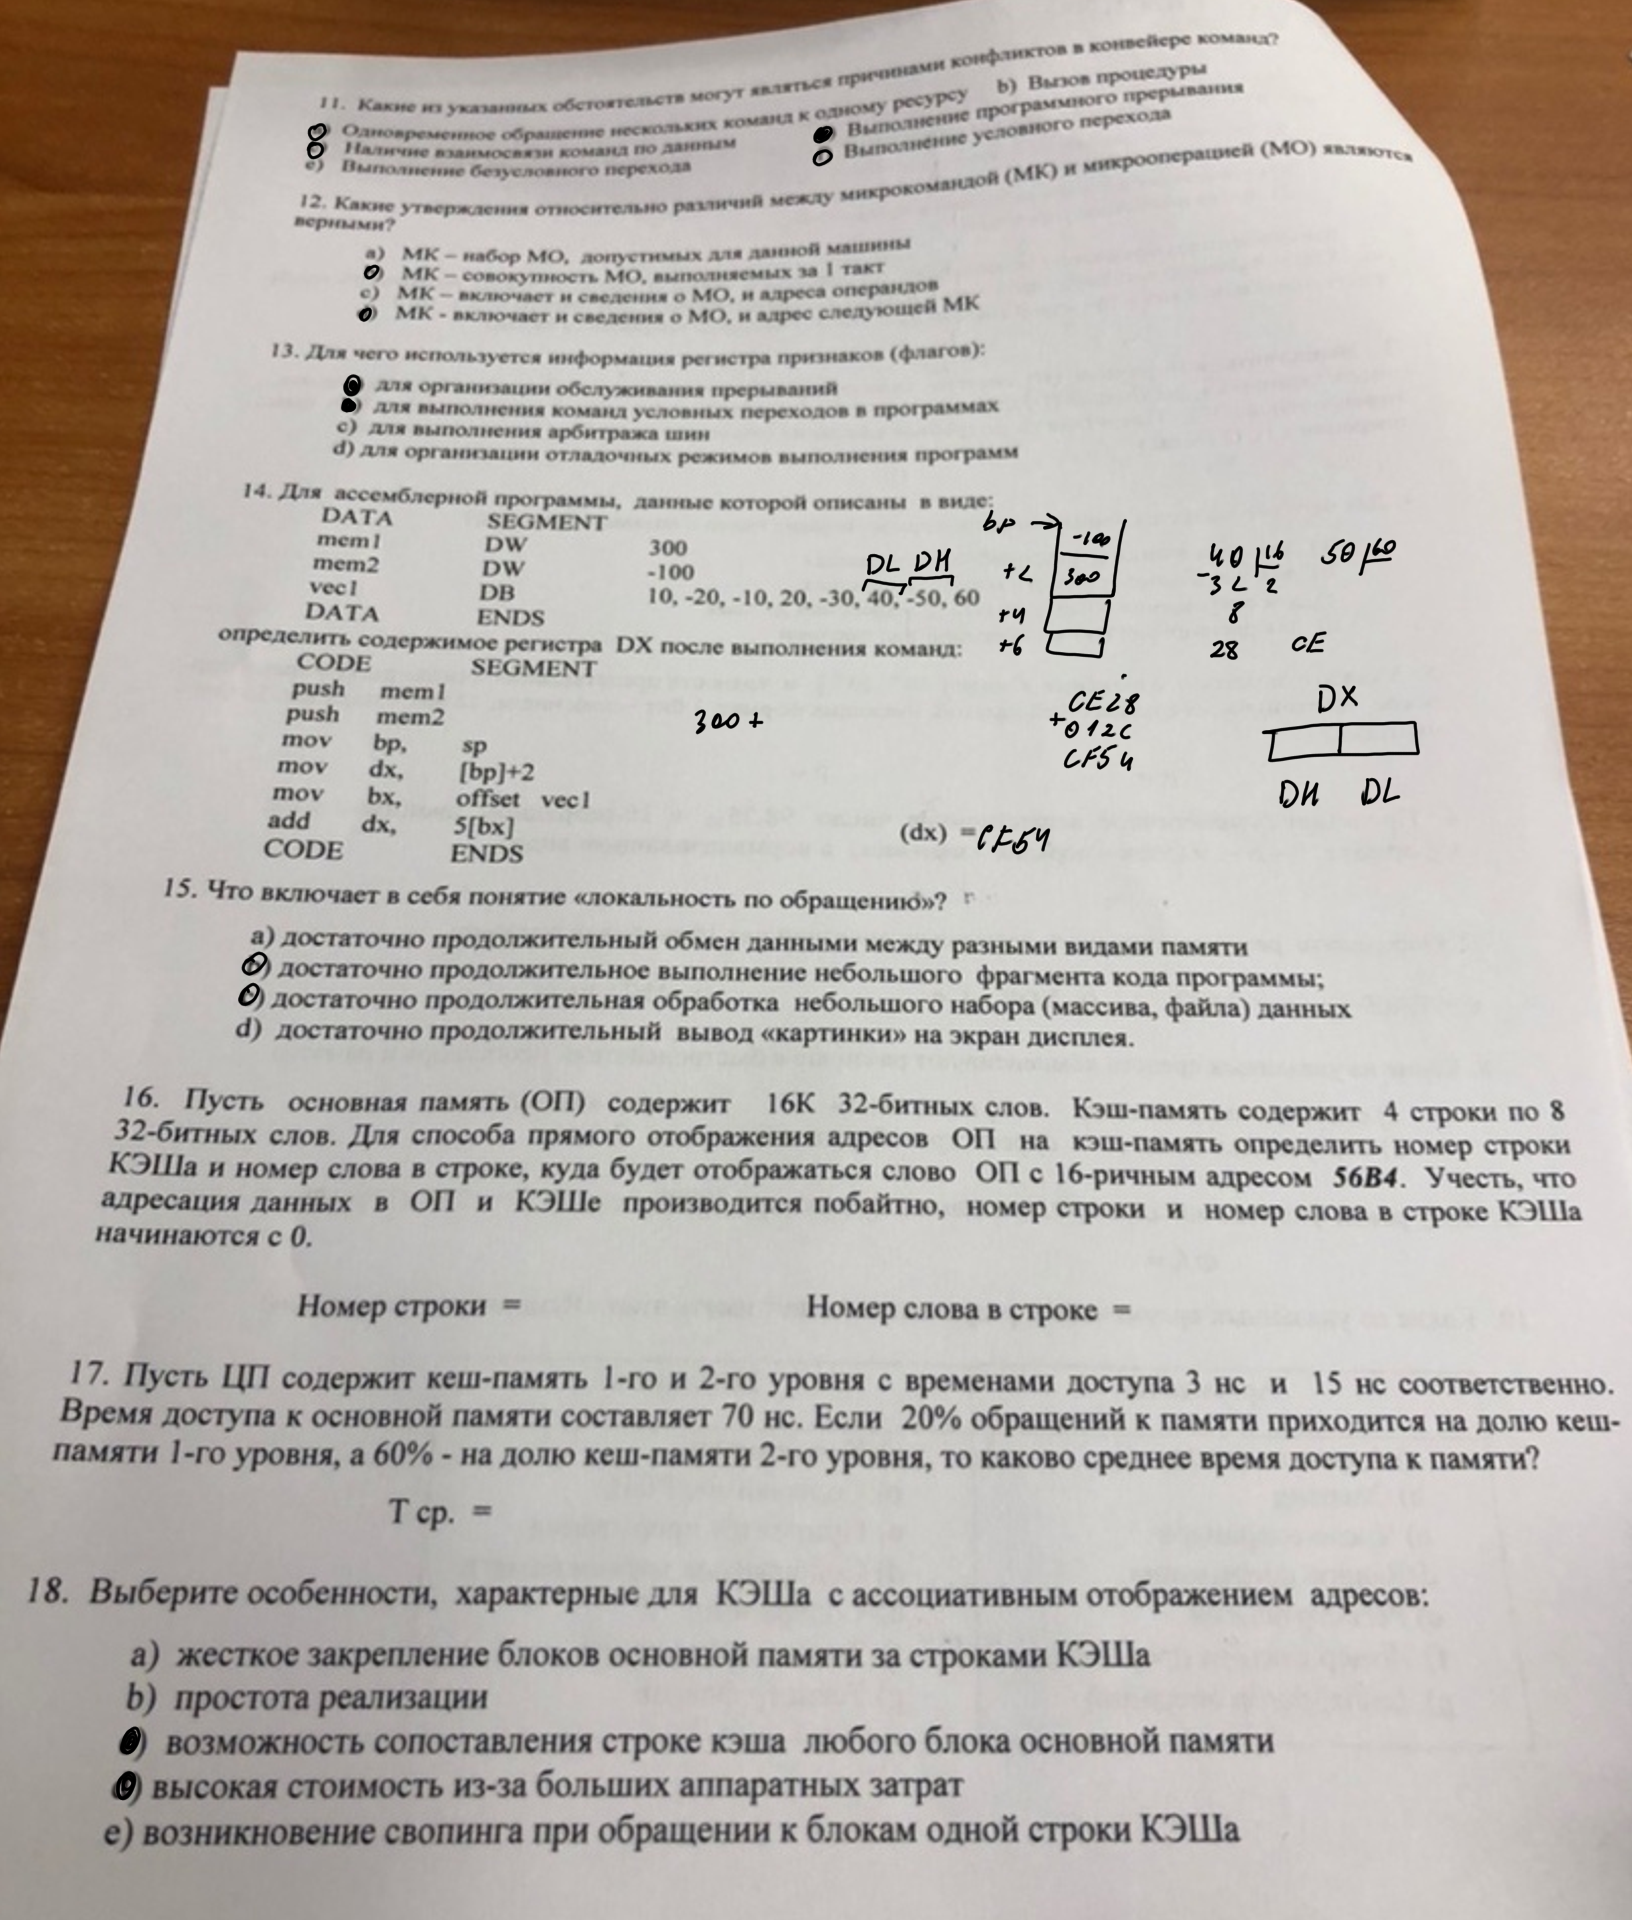 11. Какие из указанных обстоятельств могут являться причинами конфликтов в конвейере команд?
Одновременное обращение нескольких команд к одному ресурсу b) Вызов процедуры
Наличие взаимосвязи команд по данным Выполнение программного прерывания
e) Выполнение безусловного перехода Выполнение условного перехода
12. Какие утверждения относительно различий между микрокомандой (МК) и микрооперацией (МО) являются
верными?
a) МК – набор МО, допустимых для данной машины
МК – совокупность МО, выполняемых за 1 такт
c) МК – включает и сведения о МО, и адреса операндов
МК - включает и сведения о МО, и адрес следующей МК
13. Для чего используется информация регистра признаков (флагов):
для организации обслуживания прерываний
для выполнения команд условных переходов в программах
c) для выполнения арбитража шин
d) для организации отладочных режимов выполнения программ
14. Для ассемблерной программы, данные которой описаны в виде:
DATA SEGMENT
mem1 DW 300
mem2 DW -100
vec1 DB 10, -20, -10, 20, -30, 40, -50, 60
DATA ENDS
DL DH
bp → -100
+2 300
+4
+6
40 16
-32 2
8
28 CE
50 60
определить содержимое регистра DX после выполнения команд:
CODE SEGMENT
push mem1
push mem2
mov bp, sp
mov dx, [bp]+2
mov bx, offset vec1
add dx, 5[bx]
CODE ENDS
300 +
CE28
+ 012C
CF54
DX
DH DL
(dx) = CF54
15. Что включает в себя понятие «локальность по обращению»?
a) достаточно продолжительный обмен данными между разными видами памяти
) достаточно продолжительное выполнение небольшого фрагмента кода программы;
) достаточно продолжительная обработка небольшого набора (массива, файла) данных
d) достаточно продолжительный вывод «картинки» на экран дисплея.
16. Пусть основная память (ОП) содержит 16К 32-битных слов. Кэш-память содержит 4 строки по 8
32-битных слов. Для способа прямого отображения адресов ОП на кэш-память определить номер строки
КЭШа и номер слова в строке, куда будет отображаться слово ОП с 16-ричным адресом 56B4. Учесть, что
адресация данных в ОП и КЭШе производится побайтно, номер строки и номер слова в строке КЭШа
начинаются с 0.
Номер строки = Номер слова в строке =
17. Пусть ЦП содержит кеш-память 1-го и 2-го уровня с временами доступа 3 нс и 15 нс соответственно.
Время доступа к основной памяти составляет 70 нс. Если 20% обращений к памяти приходится на долю кеш-
памяти 1-го уровня, а 60% - на долю кеш-памяти 2-го уровня, то каково среднее время доступа к памяти?
Т ср. =
18. Выберите особенности, характерные для КЭШа с ассоциативным отображением адресов:
a) жесткое закрепление блоков основной памяти за строками КЭШа
b) простота реализации
) возможность сопоставления строке кэша любого блока основной памяти
) высокая стоимость из-за больших аппаратных затрат
e) возникновение свопинга при обращении к блокам одной строки КЭШа